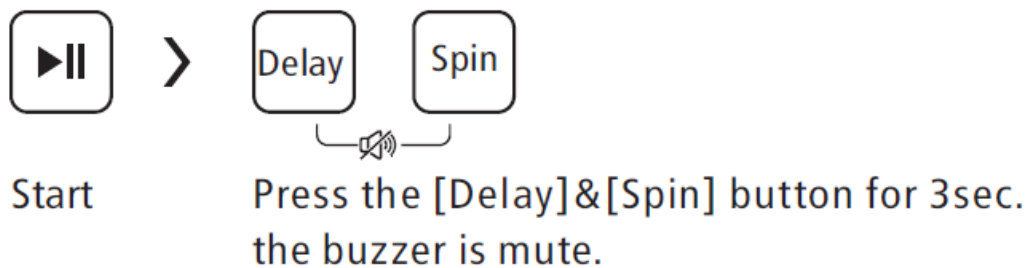 Delay
Spin
Start
Press the [Delay]&[Spin] button for 3sec.
the buzzer is mute.